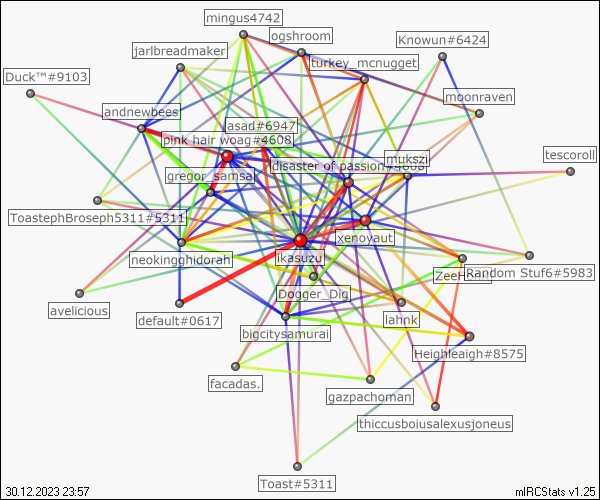 mingus4742
ogshroom
Knowun#6424
jarlbreadmaker
turkey_mcnugget
Duck™#9103
moonraven
andnewbees
asad#6947
pink hair woag#4608
mukszi
tescoroll
disaster of passion#
gregor_samsa
ToastephBroseph5311#5311
xenoyaut
neokingghidorah
ikasuzu
Random Stuf6#5983
avelicious
Dogger_Dig
default#0617
lahnk
bigcitysamurai
Heighleaigh#8575
facadas.
gazpachoman
thiccusboiusalexusjoneus
Toast#5311
30.12.2023 23:57
mIRCStats v1.25